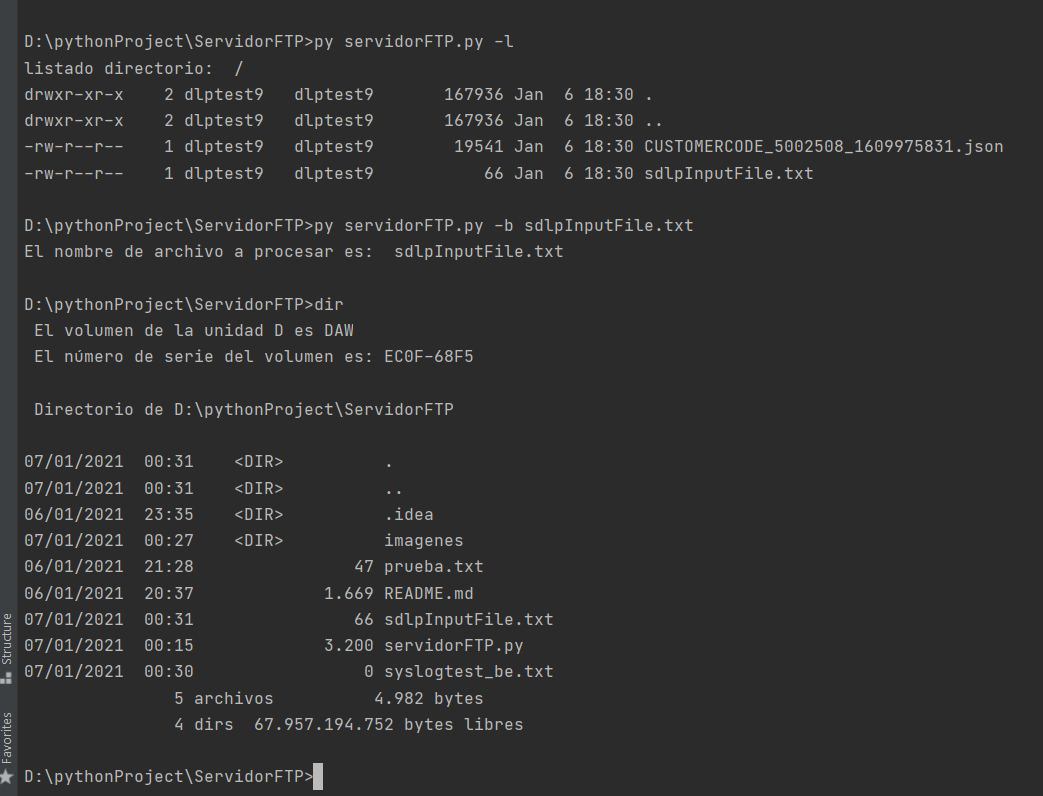 D:\pythonProject\ServidorFTP>py servidorFTP.py -l
listado directorio:  /
drwxr-xr-x    2 dlptest9   dlptest9       167936 Jan  6 18:30 .
drwxr-xr-x    2 dlptest9   dlptest9       167936 Jan  6 18:30 ..
-rw-r--r--    1 dlptest9   dlptest9        19541 Jan  6 18:30 CUSTOMERCODE_5002508_1609975831.json
-rw-r--r--    1 dlptest9   dlptest9           66 Jan  6 18:30 sdlpInputFile.txt
D:\pythonProject\ServidorFTP>py servidorFTP.py -b sdlpInputFile.txt
El nombre de archivo a procesar es:  sdlpInputFile.txt
D:\pythonProject\ServidorFTP>dir
 El volumen de la unidad D es DAW
 El número de serie del volumen es: EC0F-68F5
 Directorio de D:\pythonProject\ServidorFTP
07/01/2021  00:31    <DIR>          .
07/01/2021  00:31    <DIR>          ..
06/01/2021  23:35    <DIR>          .idea
07/01/2021  00:27    <DIR>          imagenes
06/01/2021  21:28                47 prueba.txt
06/01/2021  20:37             1.669 README.md
07/01/2021  00:31                66 sdlpInputFile.txt
07/01/2021  00:15             3.200 servidorFTP.py
07/01/2021  00:30                 0 syslogtest_be.txt
               5 archivos          4.982 bytes
               4 dirs  67.957.194.752 bytes libres
D:\pythonProject\ServidorFTP>
Structure
Favorites